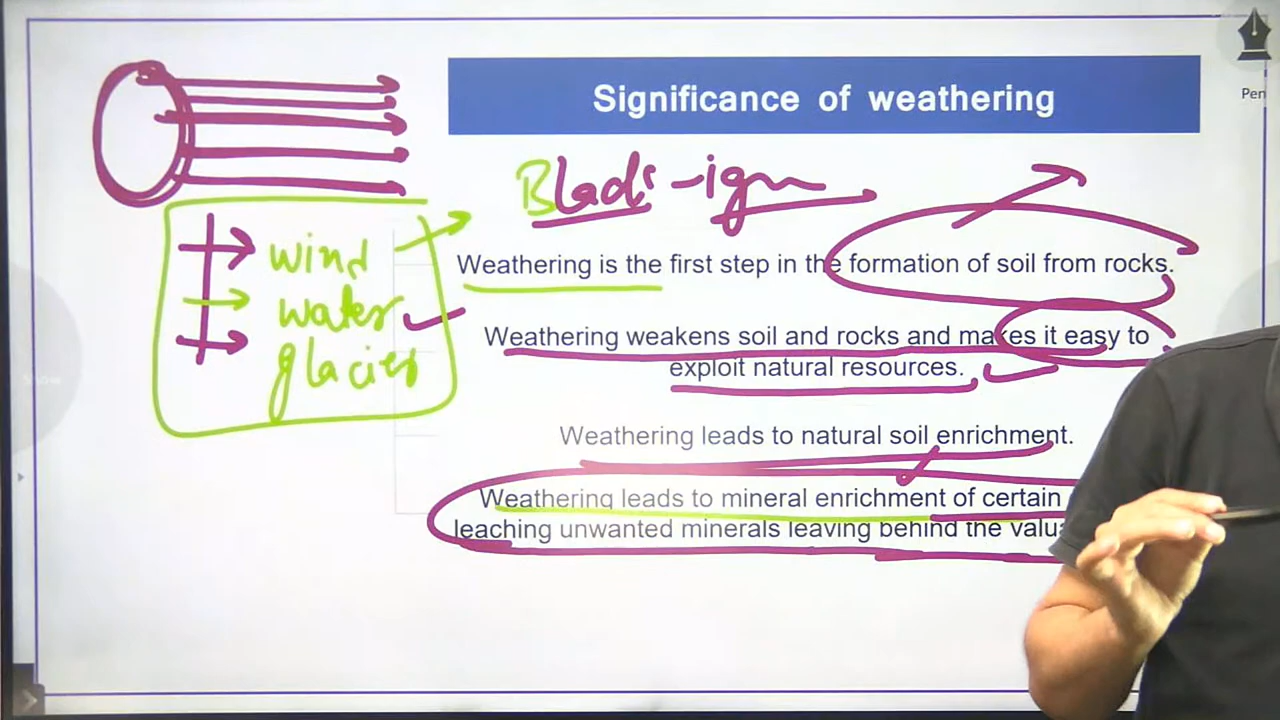 Pen
Significance of weathering
wind
water
glacier
Weathering is the first step in the formation of soil from rocks.
Weathering weakens soil and rocks and makes it easy to
exploit natural resources.
Weathering leads to natural soil enrichment.
Weathering leads to mineral enrichment of certain
leaching unwanted minerals leaving behind the